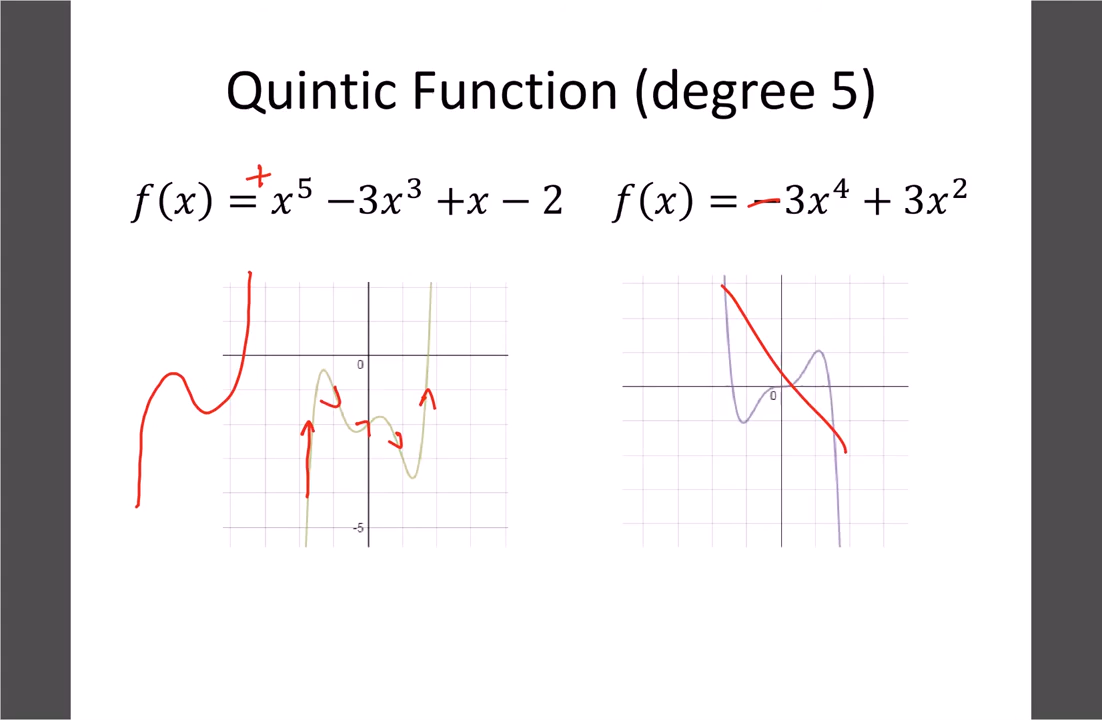 Quintic Function (degree 5)
f(x) = +x⁵ −3x³ +x − 2   f(x) = −3x⁴ + 3x²
0
0
-5